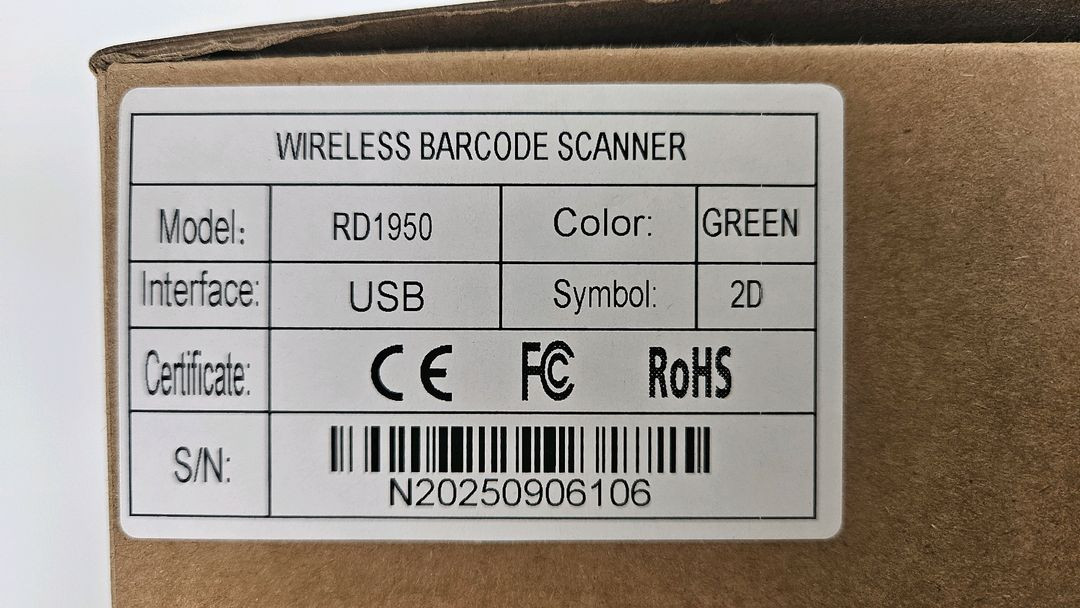 WIRELESS BARCODE SCANNER
Model: RD1950 Color: GREEN
Interface: USB Symbol: 2D
Certificate: CE FC RoHS
S/N:
N20250906106